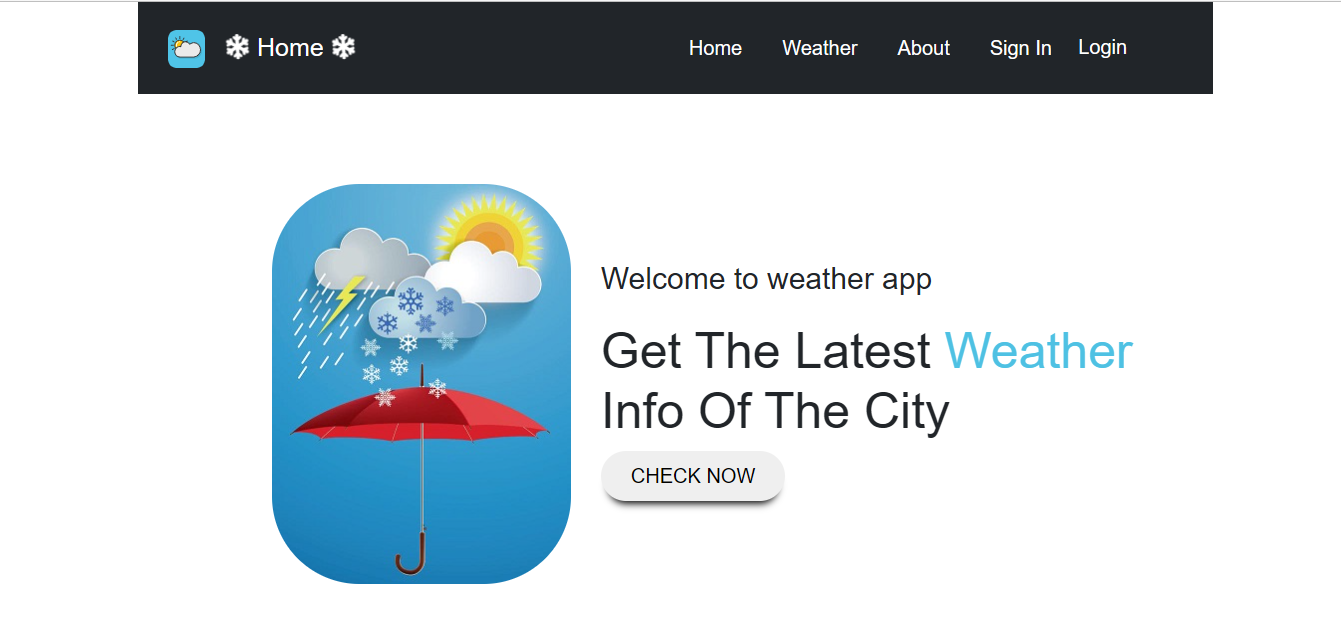 ❄ Home ❄
Home Weather About Sign In Login
Welcome to weather app
Get The Latest Weather
Info Of The City
CHECK NOW